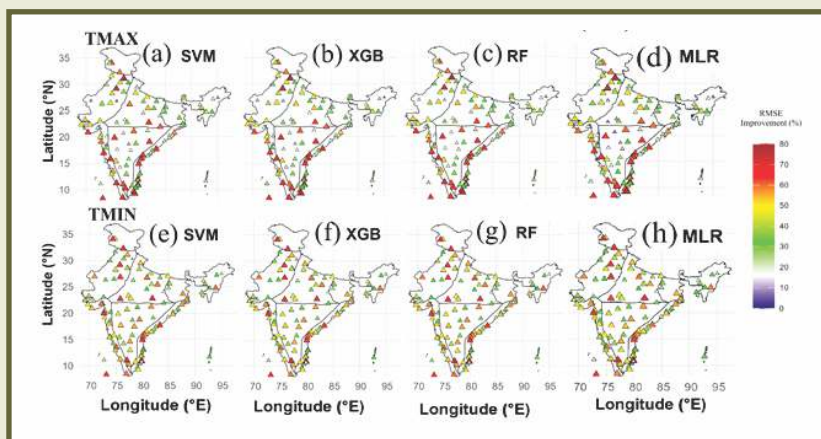 TMAX
(a) SVM
(b) XGB
(c) RF
(d) MLR
Latitude (°N)
35
30
25
20
15
10
RMSE
Improvement (%)
80
70
60
50
40
30
20
10
0
TMIN
(e) SVM
(f) XGB
(g) RF
(h) MLR
Latitude (°N)
35
30
25
20
15
10
70 75 80 85 90 95
70 75 80 85 90 95
70 75 80 85 90 95
70 75 80 85 90 95
Longitude (°E)
Longitude (°E)
Longitude (°E)
Longitude (°E)